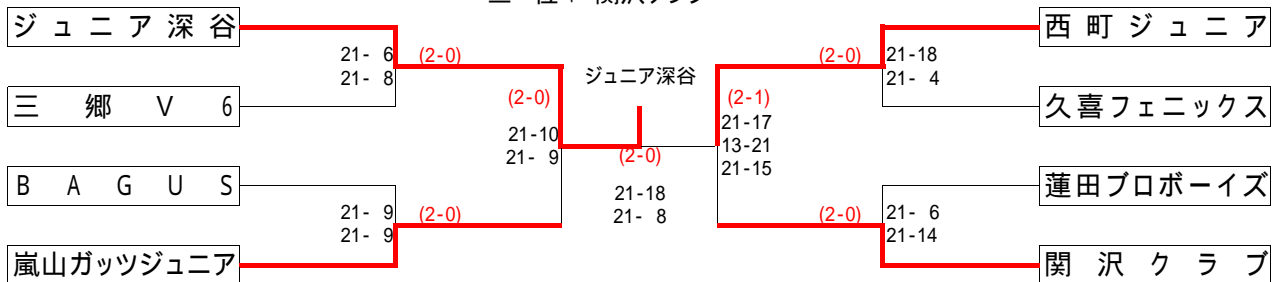 ジュニア深谷
西町ジュニア
21- 6
21- 8
(2-0)
(2-0)
21-18
21- 4
ジュニア深谷
三郷V6
(2-0)
(2-1)
久喜フェニックス
21-10
21- 9
(2-0)
21-17
13-21
21-15
BAGUS
21-18
21- 8
蓮田ブロボーイズ
21- 9
21- 9
(2-0)
(2-0)
21- 6
21-14
嵐山ガッツジュニア
関沢クラブ